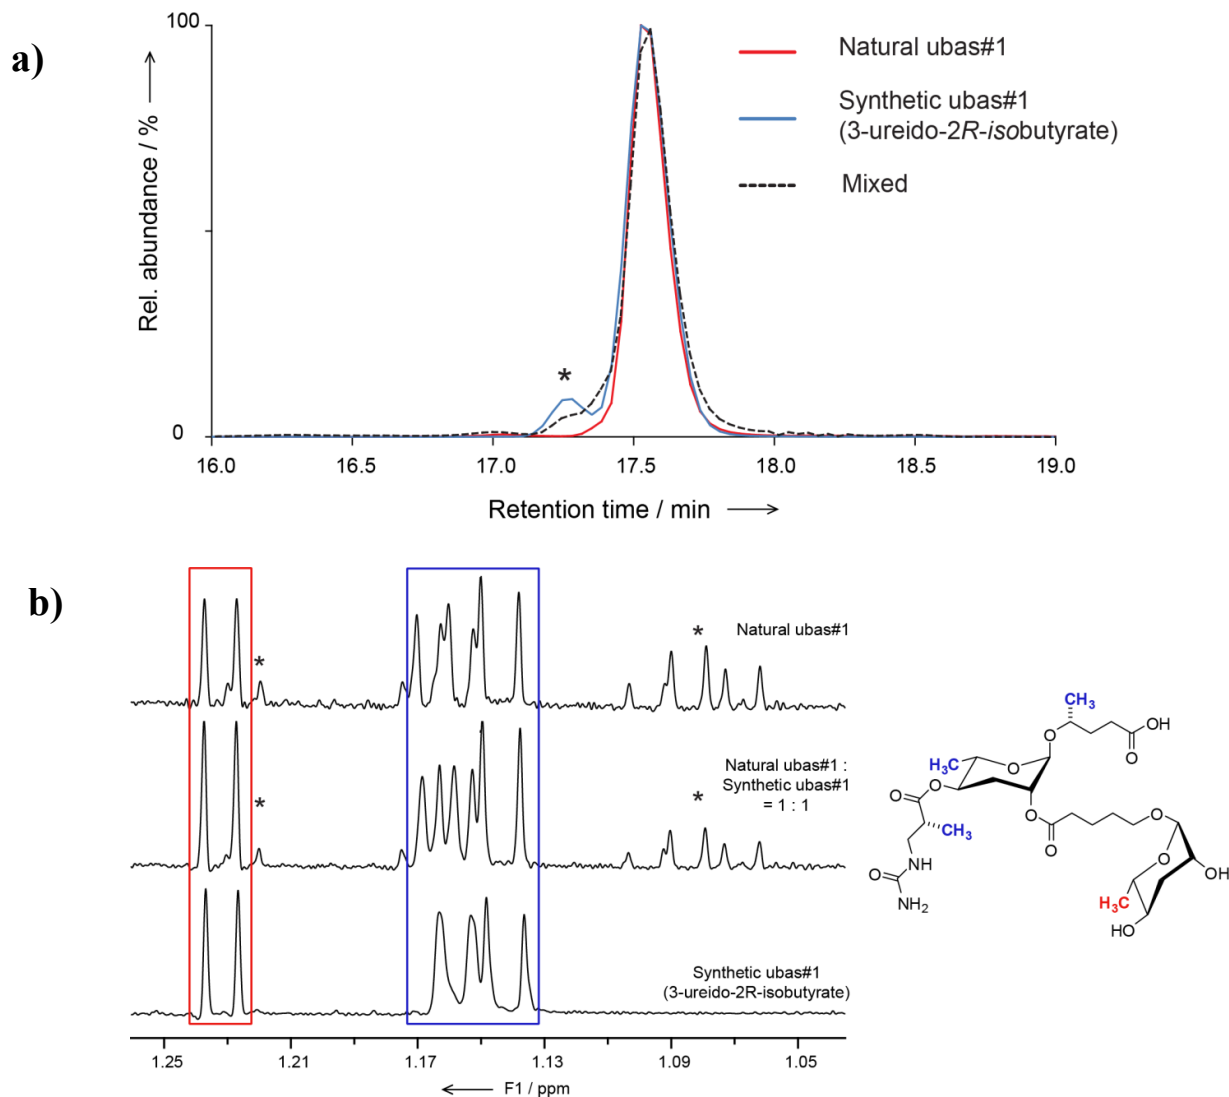 a)
100
0
Rel. abundance / %
*
Natural ubas#1
Synthetic ubas#1
(3-ureido-2R-isobutyrate)
Mixed
16.0 16.5 17.0 17.5 18.0 18.5 19.0
Retention time / min
b)
* * Natural ubas#1
* * Natural ubas#1 :
Synthetic ubas#1
= 1 : 1
Synthetic ubas#1
(3-ureido-2R-isobutyrate)
1.25 1.21 1.17 1.13 1.09 1.05
F1 / ppm
CH₃
OH
O
O
H₃C
O
O
O
O
CH₃
O
O
O
NH
O
NH₂
O
OH
H₃C
HO